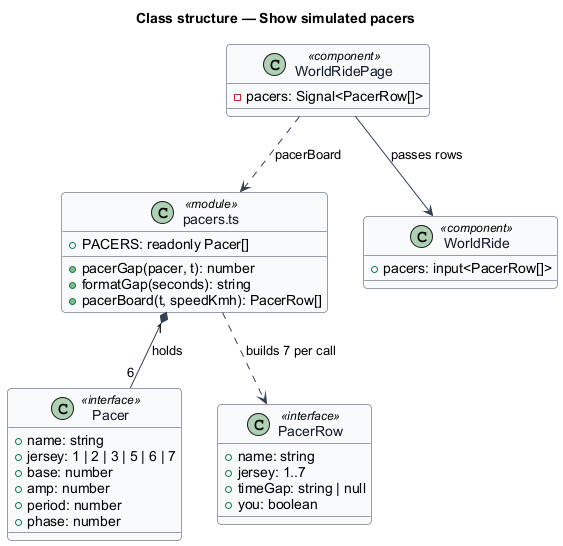 Class structure — Show simulated pacers
C
«component»
WorldRidePage
pacers: Signal<PacerRow[]>
pacerBoard
passes rows
C
«module»
pacers.ts
PACERS: readonly Pacer[]
pacerGap(pacer, t): number
formatGap(seconds): string
pacerBoard(t, speedKmh): PacerRow[]
C
«component»
WorldRide
pacers: input<PacerRow[]>
1
holds
6
builds 7 per call
C
«interface»
Pacer
name: string
jersey: 1 | 2 | 3 | 5 | 6 | 7
base: number
amp: number
period: number
phase: number
C
«interface»
PacerRow
name: string
jersey: 1..7
timeGap: string | null
you: boolean